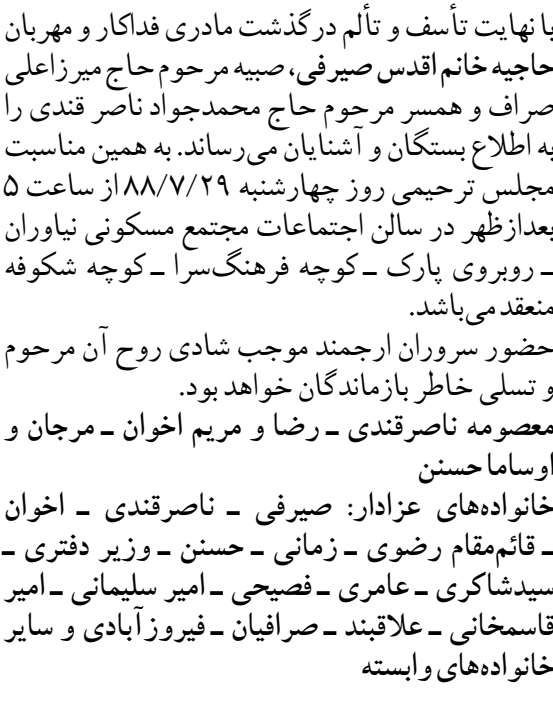 با نهایت تأسف و تألم درگذشت مادری فداکار و مهربان
حاجیه خانم اقدس صیرفی، صبیه مرحوم حاج میرزاعلی
صراف و همسر مرحوم حاج محمدجواد ناصر قندی را
به اطلاع بستگان و آشنایان می‌رساند. به همین مناسبت
مجلس ترحیمی روز چهارشنبه ۸۸/۷/۲۹ از ساعت ۵
بعدازظهر در سالن اجتماعات مجتمع مسکونی نیاوران
ـ روبروی پارک ـ کوچه فرهنگ‌سرا ـ کوچه شکوفه
منعقد می‌باشد.
حضور سروران ارجمند موجب شادی روح آن مرحوم
و تسلی خاطر بازماندگان خواهد بود.
معصومه ناصرقندی ـ رضا و مریم اخوان ـ مرجان و
اوساما حسنن
خانواده‌های عزادار: صیرفی ـ ناصرقندی ـ اخوان
ـ قائم‌مقام رضوی ـ زمانی ـ حسنن ـ وزیر دفتری ـ
سیدشاکری ـ عامری ـ فصیحی ـ امیر سلیمانی ـ امیر
قاسمخانی ـ علاقبند ـ صرافیان ـ فیروزآبادی و سایر
خانواده‌های وابسته